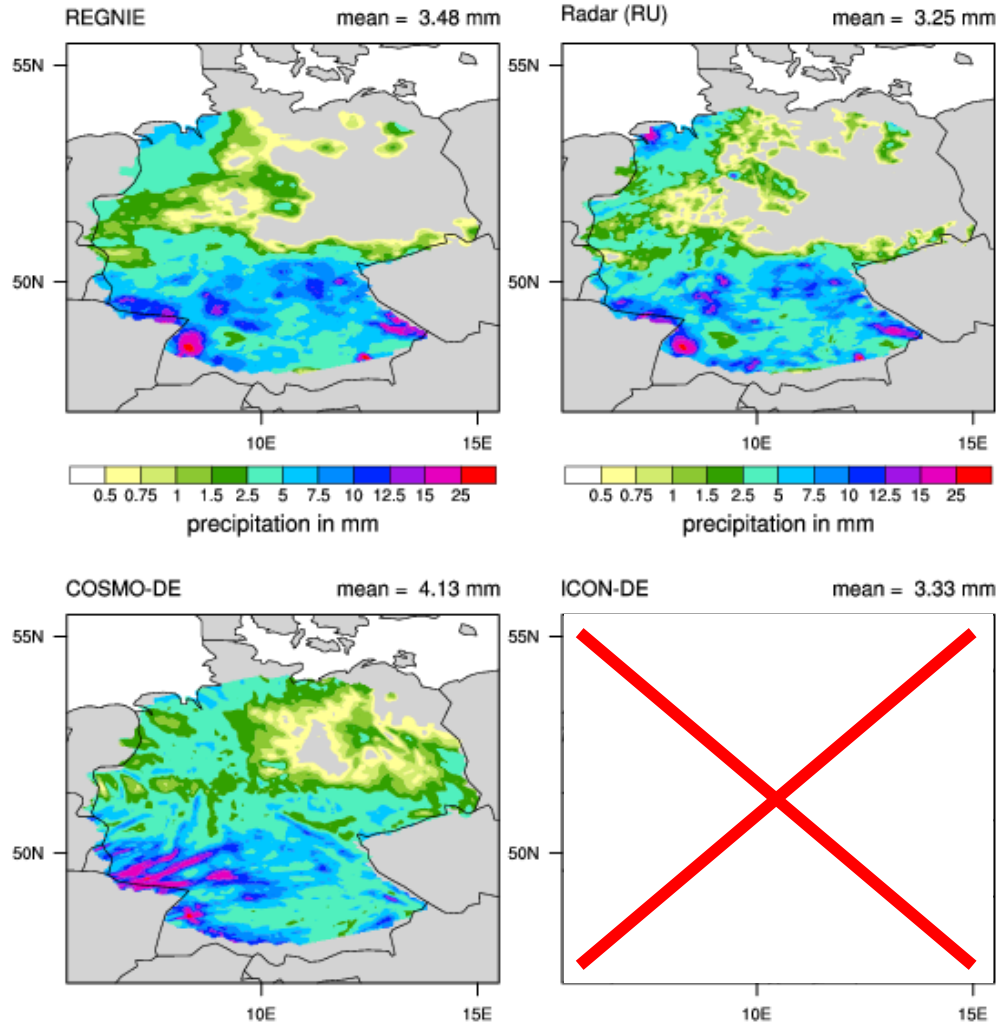 REGNIE mean = 3.48 mm
55N
50N
10E 15E
0.5 0.75 1 1.5 2.5 5 7.5 10 12.5 15 25
precipitation in mm
Radar (RU) mean = 3.25 mm
55N
50N
10E 15E
0.5 0.75 1 1.5 2.5 5 7.5 10 12.5 15 25
precipitation in mm
COSMO-DE mean = 4.13 mm
55N
50N
10E 15E
ICON-DE mean = 3.33 mm
55N
50N
10E 15E